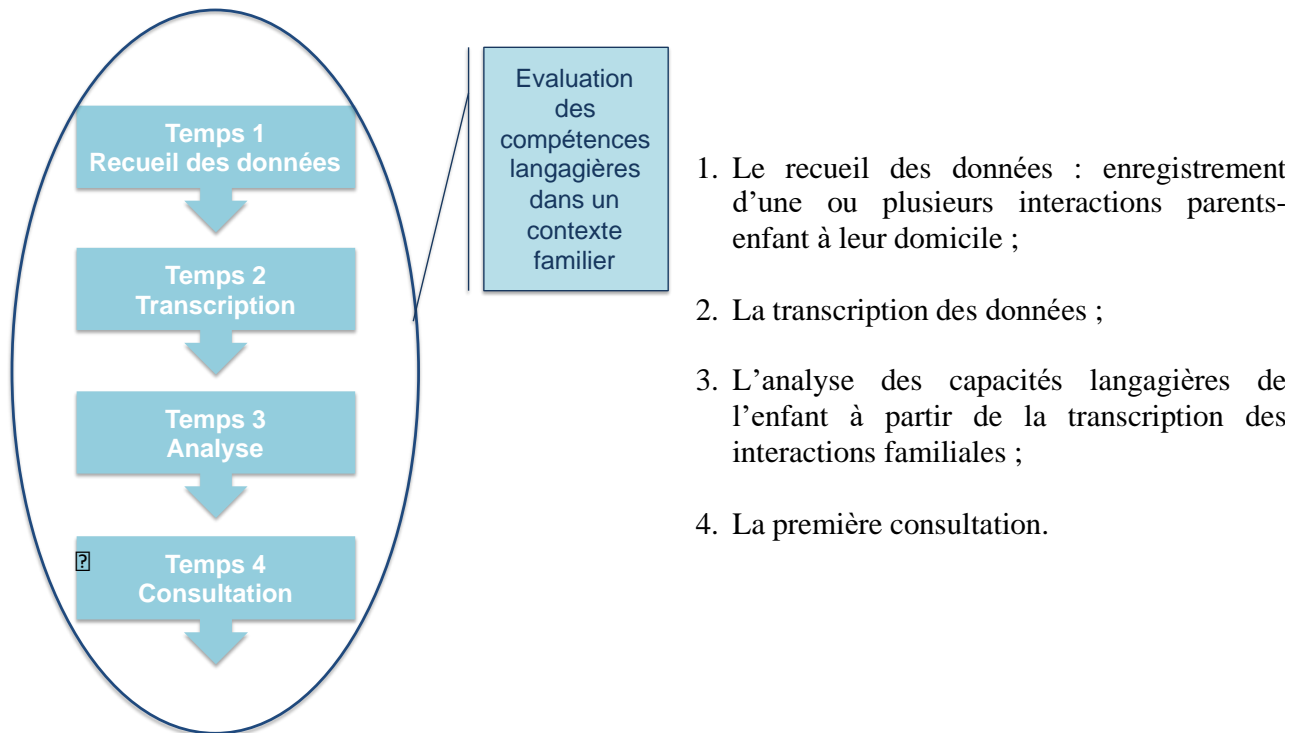 Temps 1
Recueil des données
Temps 2
Transcription
Temps 3
Analyse
Temps 4
Consultation
Evaluation
des
compétences
langagières
dans un
contexte
familier
1. Le recueil des données : enregistrement
d’une ou plusieurs interactions parents-
enfant à leur domicile ;
2. La transcription des données ;
3. L’analyse des capacités langagières de
l’enfant à partir de la transcription des
interactions familiales ;
4. La première consultation.